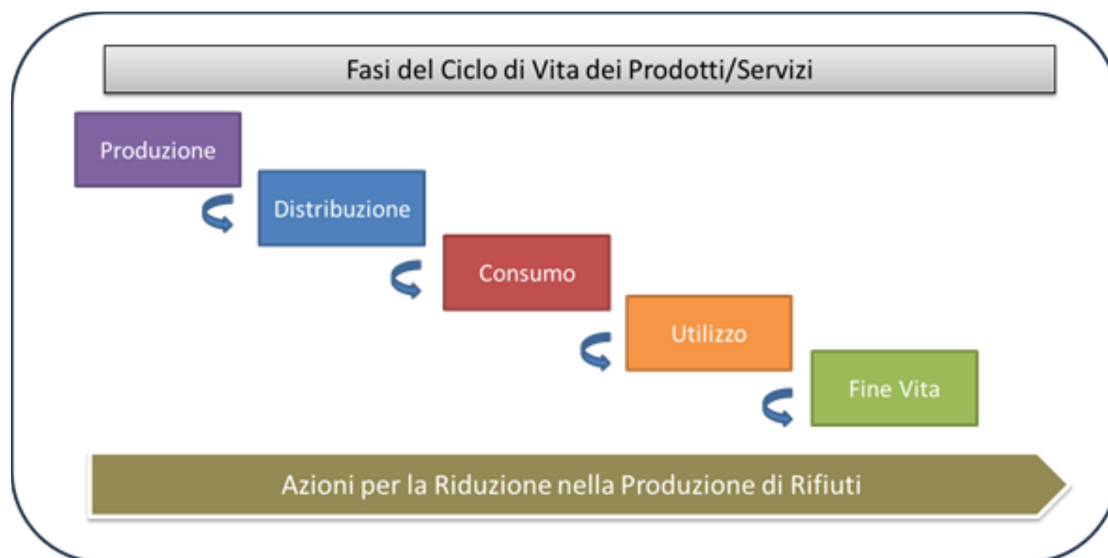 Fasi del Ciclo di Vita dei Prodotti/Servizi
Produzione
Distribuzione
Consumo
Utilizzo
Fine Vita
Azioni per la Riduzione nella Produzione di Rifiuti